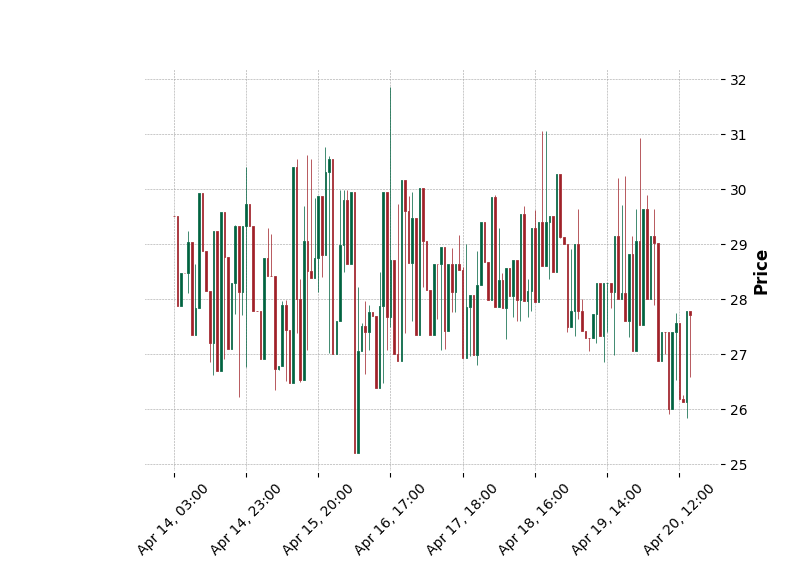 32
31
30
29
28
27
26
25
Price
Apr 14, 03:00
Apr 14, 23:00
Apr 15, 20:00
Apr 16, 17:00
Apr 17, 18:00
Apr 18, 16:00
Apr 19, 14:00
Apr 20, 12:00